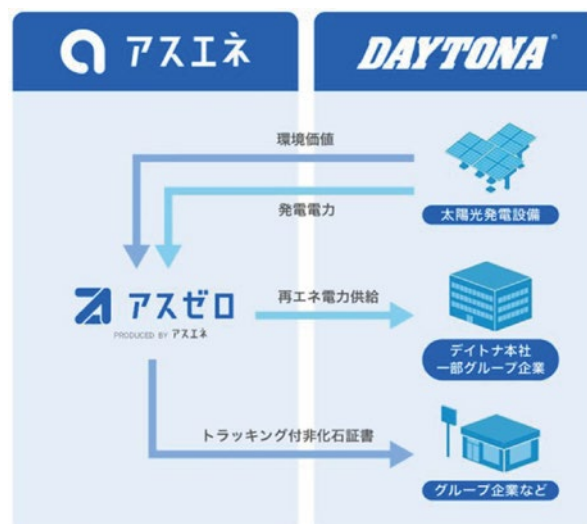 アスエネ
DAYTONA®
環境価値
発電電力
太陽光発電設備
アスゼロ
PRODUCED BY アスエネ
再エネ電力供給
デイトナ本社
一部グループ企業
トラッキング付非化石証書
グループ企業など